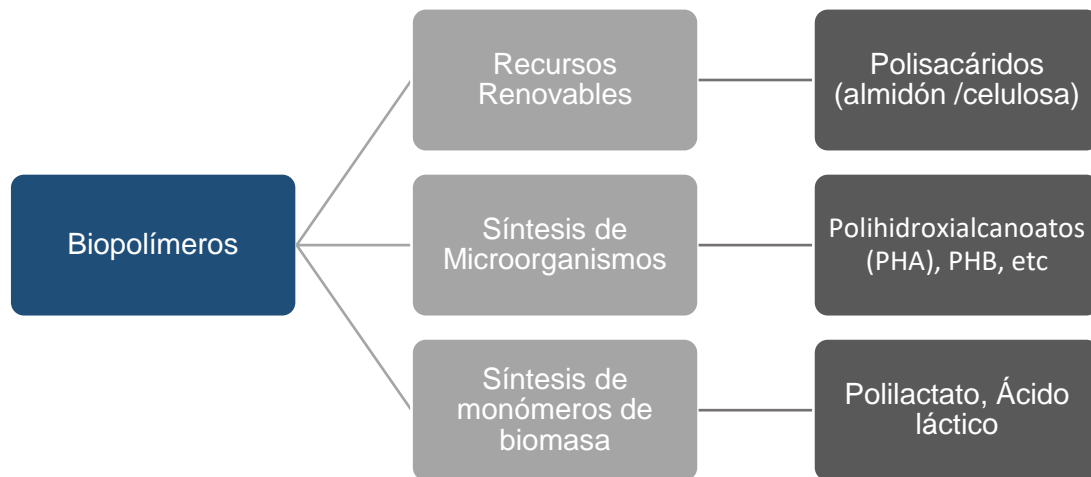 Biopolímeros
Recursos
Renovables
Polisacáridos
(almidón /celulosa)
Síntesis de
Microorganismos
Polihidroxialcanoatos
(PHA), PHB, etc
Síntesis de
monómeros de
biomasa
Polilactato, Ácido
láctico